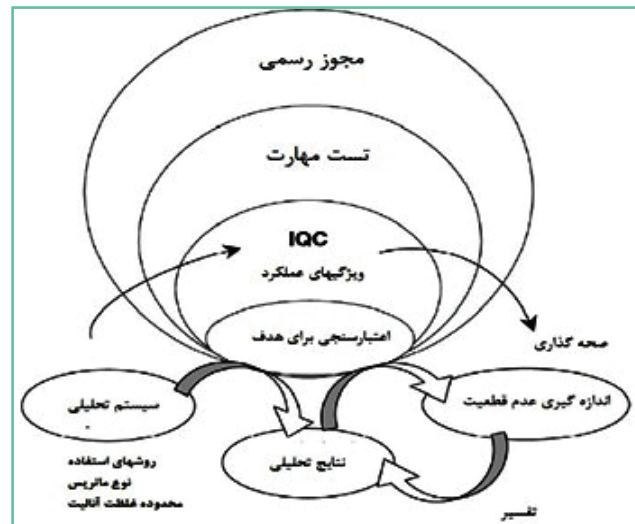 مجوز رسمی
تست مهارت
IQC
ویژگیهای عملکرد
اعتبارسنجی برای هدف
صحه گذاری
سیستم تحلیلی
اندازه گیری عدم قطعیت
نتایج تحلیلی
روشهای استفاده
نوع ماتریس
محدوده غلظت آنالیت
تفسیر